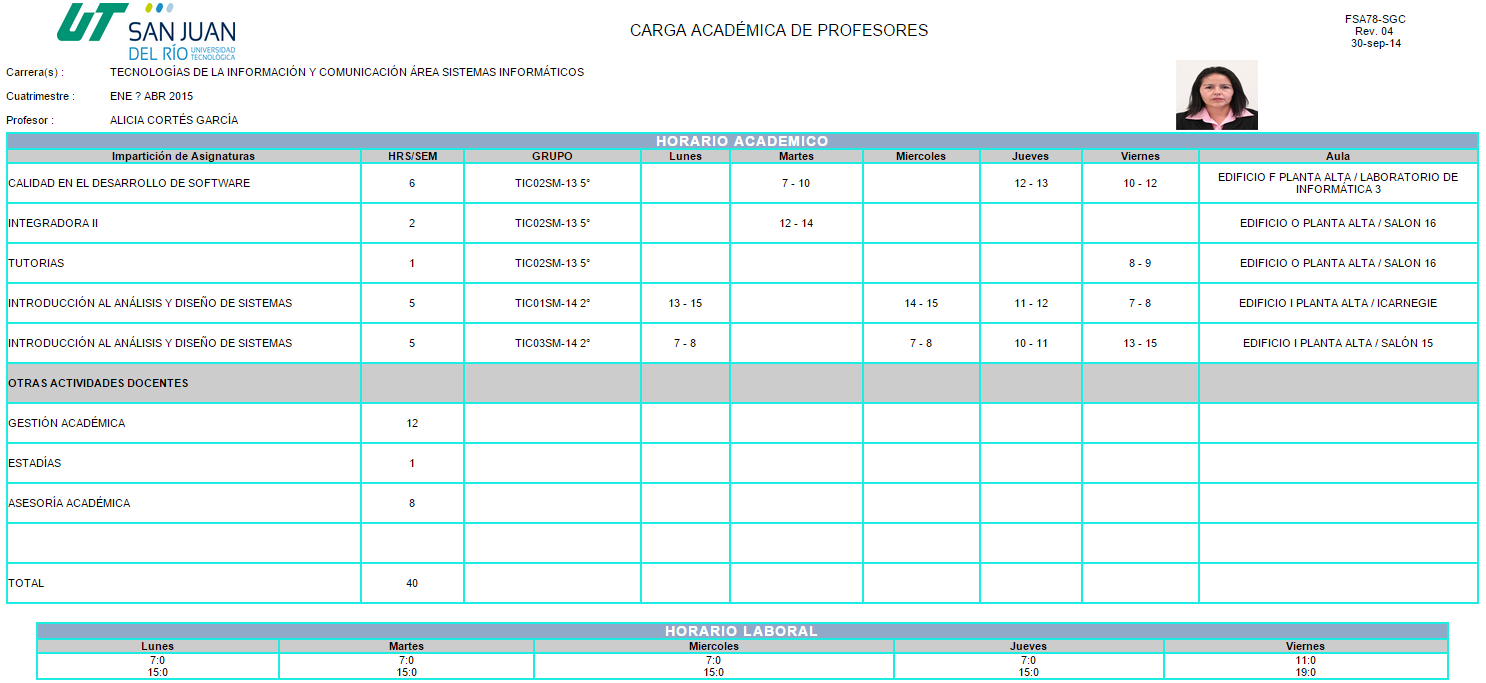 UT SAN JUAN
DEL RÍO UNIVERSIDAD TECNOLÓGICA
CARGA ACADÉMICA DE PROFESORES
FSA78-SGC
Rev. 04
30-sep-14
Carrera(s) : TECNOLOGÍAS DE LA INFORMACIÓN Y COMUNICACIÓN ÁREA SISTEMAS INFORMÁTICOS
Cuatrimestre : ENE ? ABR 2015
Profesor : ALICIA CORTÉS GARCÍA
HORARIO ACADEMICO
Impartición de Asignaturas HRS/SEM GRUPO Lunes Martes Miercoles Jueves Viernes Aula
CALIDAD EN EL DESARROLLO DE SOFTWARE 6 TIC02SM-13 5° 7 - 10 12 - 13 10 - 12 EDIFICIO F PLANTA ALTA / LABORATORIO DE
INFORMÁTICA 3
INTEGRADORA II 2 TIC02SM-13 5° 12 - 14 EDIFICIO O PLANTA ALTA / SALON 16
TUTORIAS 1 TIC02SM-13 5° 8 - 9 EDIFICIO O PLANTA ALTA / SALON 16
INTRODUCCIÓN AL ANÁLISIS Y DISEÑO DE SISTEMAS 5 TIC01SM-14 2° 13 - 15 14 - 15 11 - 12 7 - 8 EDIFICIO I PLANTA ALTA / ICARNEGIE
INTRODUCCIÓN AL ANÁLISIS Y DISEÑO DE SISTEMAS 5 TIC03SM-14 2° 7 - 8 7 - 8 10 - 11 13 - 15 EDIFICIO I PLANTA ALTA / SALÓN 15
OTRAS ACTIVIDADES DOCENTES
GESTIÓN ACADÉMICA 12
ESTADÍAS 1
ASESORÍA ACADÉMICA 8
TOTAL 40
HORARIO LABORAL
Lunes Martes Miercoles Jueves Viernes
7:0 7:0 7:0 7:0 11:0
15:0 15:0 15:0 15:0 19:0